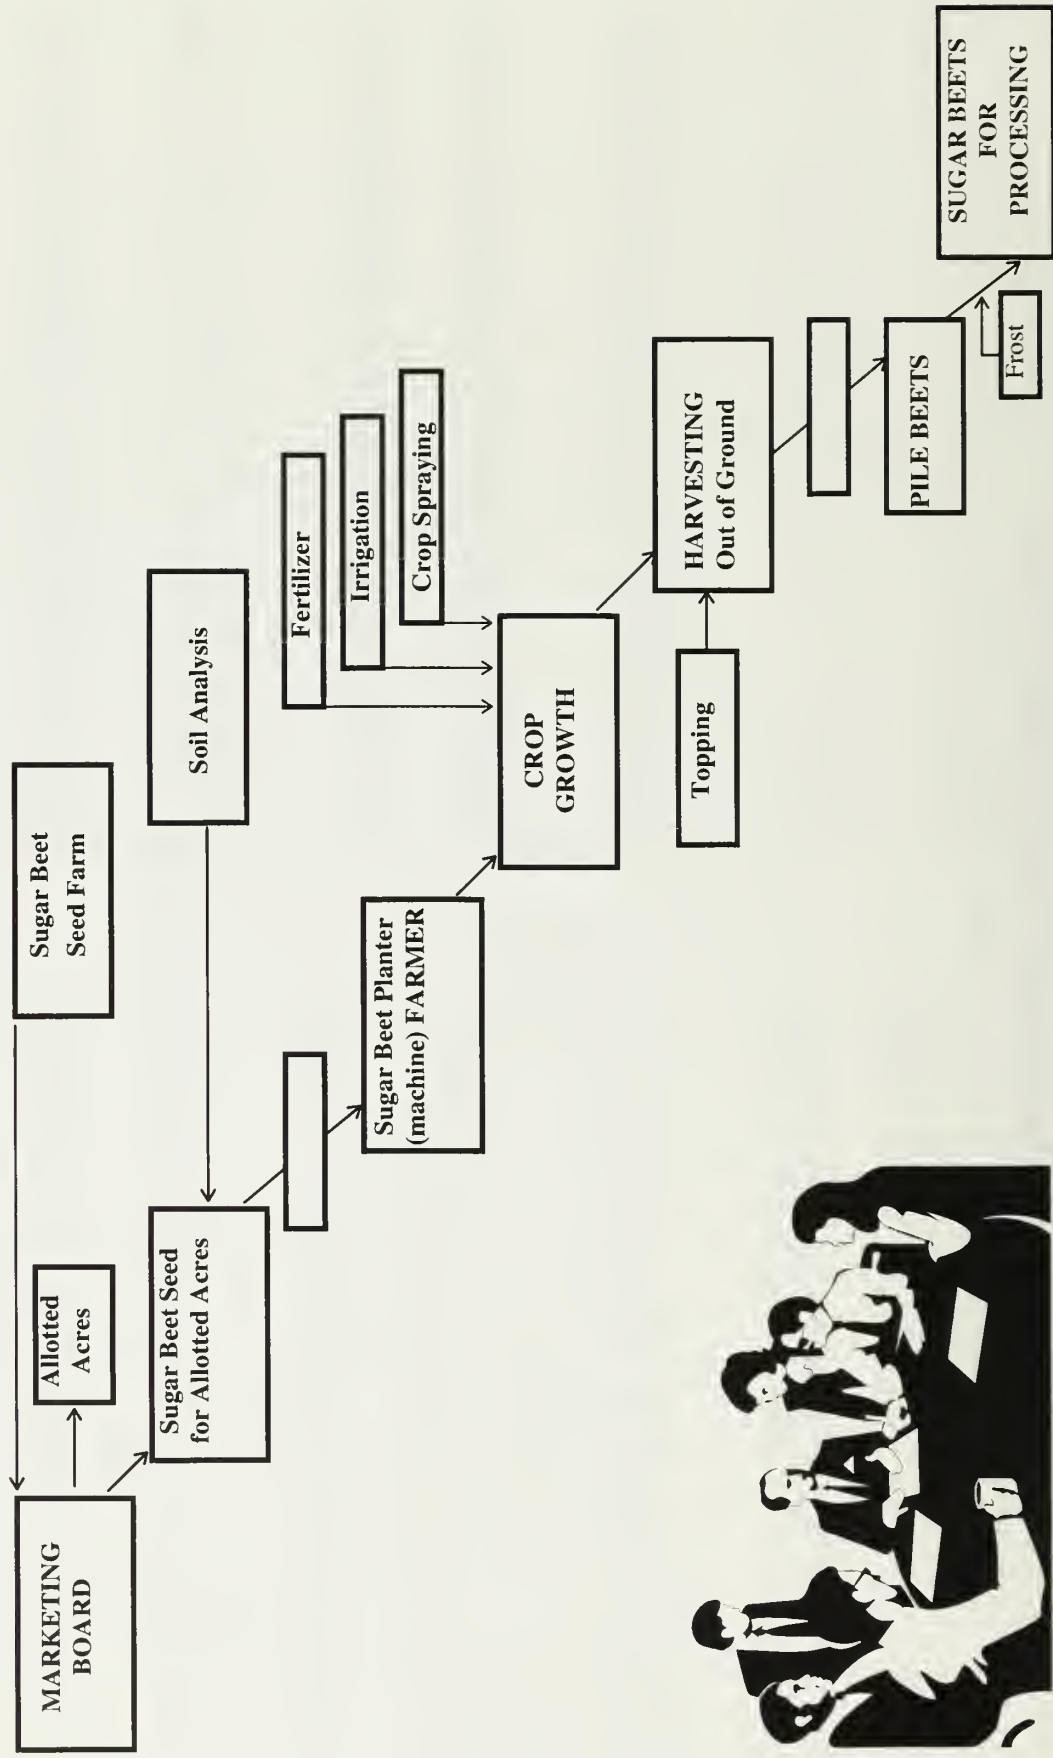 MARKETING
BOARD
Allotted
Acres
Sugar Beet
Seed Farm
Sugar Beet Seed
for Allotted Acres
Soil Analysis
Sugar Beet Planter
(machine) FARMER
Fertilizer
Irrigation
Crop Spraying
CROP
GROWTH
Topping
HARVESTING
Out of Ground
PILE BEETS
Frost
SUGAR BEETS
FOR
PROCESSING